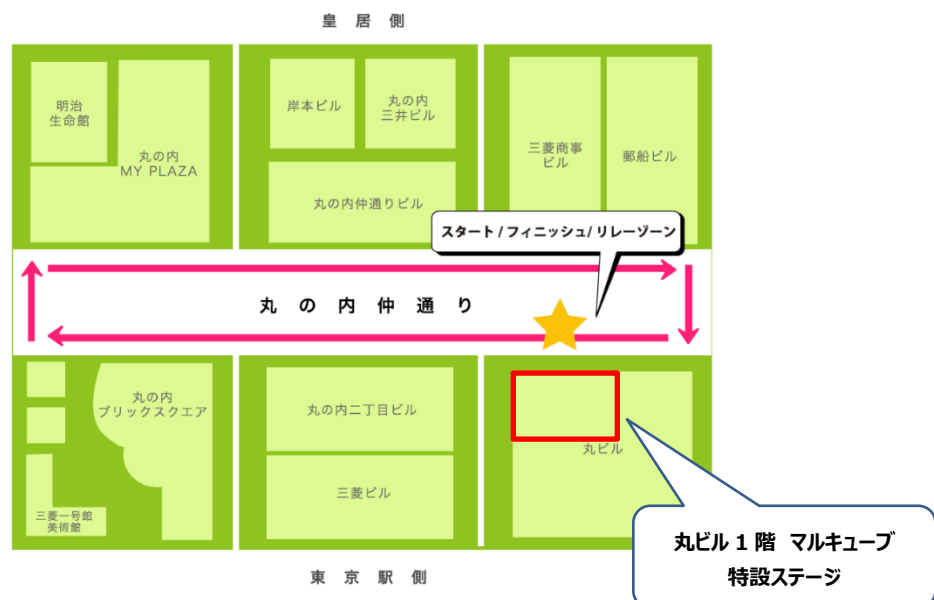 皇居側
明治
生命館
丸の内
MY PLAZA
岸本ビル
丸の内
三井ビル
丸の内仲通りビル
三菱商事
ビル
郵船ビル
スタート/フィニッシュ/リレーゾーン
丸の内仲通り
丸の内
ブリックスクエア
三菱一号館
美術館
丸の内二丁目ビル
三菱ビル
丸ビル
丸ビル 1 階 マルキューブ
特設ステージ
東京駅側